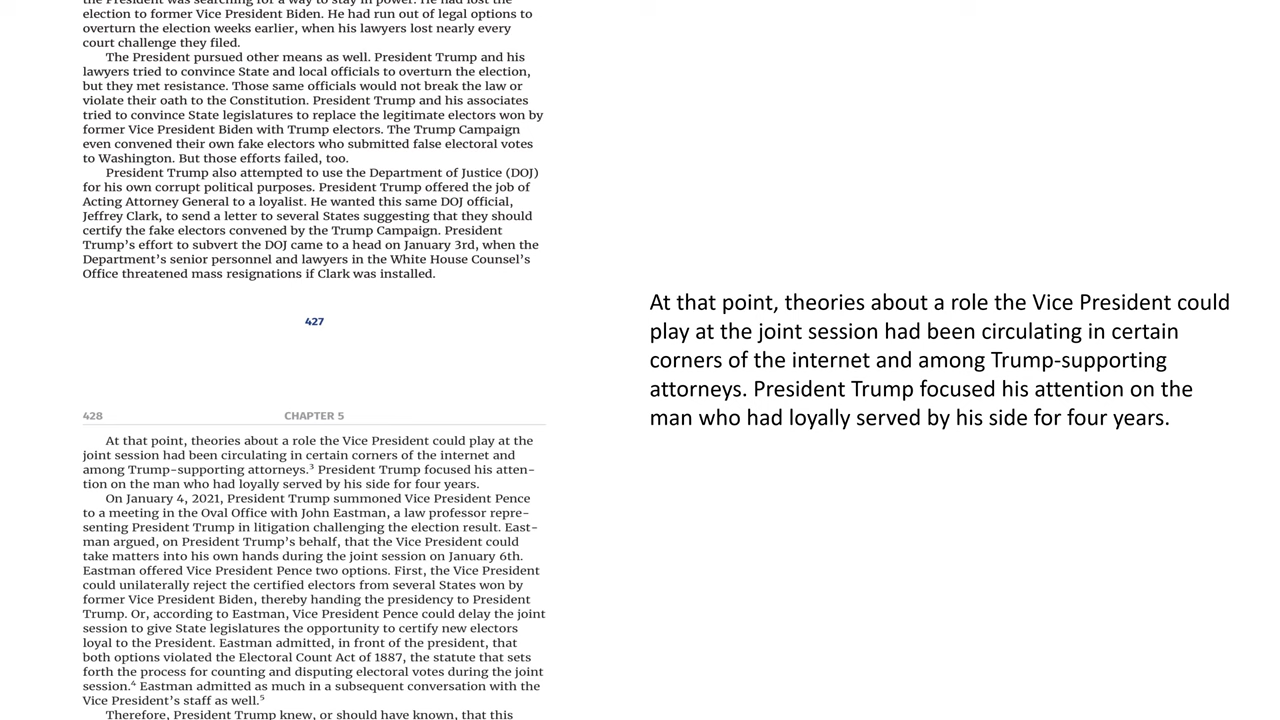 the President was searching for a way to stay in power. He had lost the
election to former Vice President Biden. He had run out of legal options to
overturn the election weeks earlier, when his lawyers lost nearly every
court challenge they filed.
The President pursued other means as well. President Trump and his
lawyers tried to convince State and local officials to overturn the election,
but they met resistance. Those same officials would not break the law or
violate their oath to the Constitution. President Trump and his associates
tried to convince State legislatures to replace the legitimate electors won by
former Vice President Biden with Trump electors. The Trump Campaign
even convened their own fake electors who submitted false electoral votes
to Washington. But those efforts failed, too.
President Trump also attempted to use the Department of Justice (DOJ)
for his own corrupt political purposes. President Trump offered the job of
Acting Attorney General to a loyalist. He wanted this same DOJ official,
Jeffrey Clark, to send a letter to several States suggesting that they should
certify the fake electors convened by the Trump Campaign. President
Trump’s effort to subvert the DOJ came to a head on January 3rd, when the
Department’s senior personnel and lawyers in the White House Counsel’s
Office threatened mass resignations if Clark was installed.
427
428 CHAPTER 5
At that point, theories about a role the Vice President could play at the
joint session had been circulating in certain corners of the internet and
among Trump-supporting attorneys.³ President Trump focused his atten-
tion on the man who had loyally served by his side for four years.
On January 4, 2021, President Trump summoned Vice President Pence
to a meeting in the Oval Office with John Eastman, a law professor repre-
senting President Trump in litigation challenging the election result. East-
man argued, on President Trump’s behalf, that the Vice President could
take matters into his own hands during the joint session on January 6th.
Eastman offered Vice President Pence two options. First, the Vice President
could unilaterally reject the certified electors from several States won by
former Vice President Biden, thereby handing the presidency to President
Trump. Or, according to Eastman, Vice President Pence could delay the joint
session to give State legislatures the opportunity to certify new electors
loyal to the President. Eastman admitted, in front of the president, that
both options violated the Electoral Count Act of 1887, the statute that sets
forth the process for counting and disputing electoral votes during the joint
session.⁴ Eastman admitted as much in a subsequent conversation with the
Vice President’s staff as well.⁵
Therefore, President Trump knew, or should have known, that this
At that point, theories about a role the Vice President could
play at the joint session had been circulating in certain
corners of the internet and among Trump-supporting
attorneys. President Trump focused his attention on the
man who had loyally served by his side for four years.